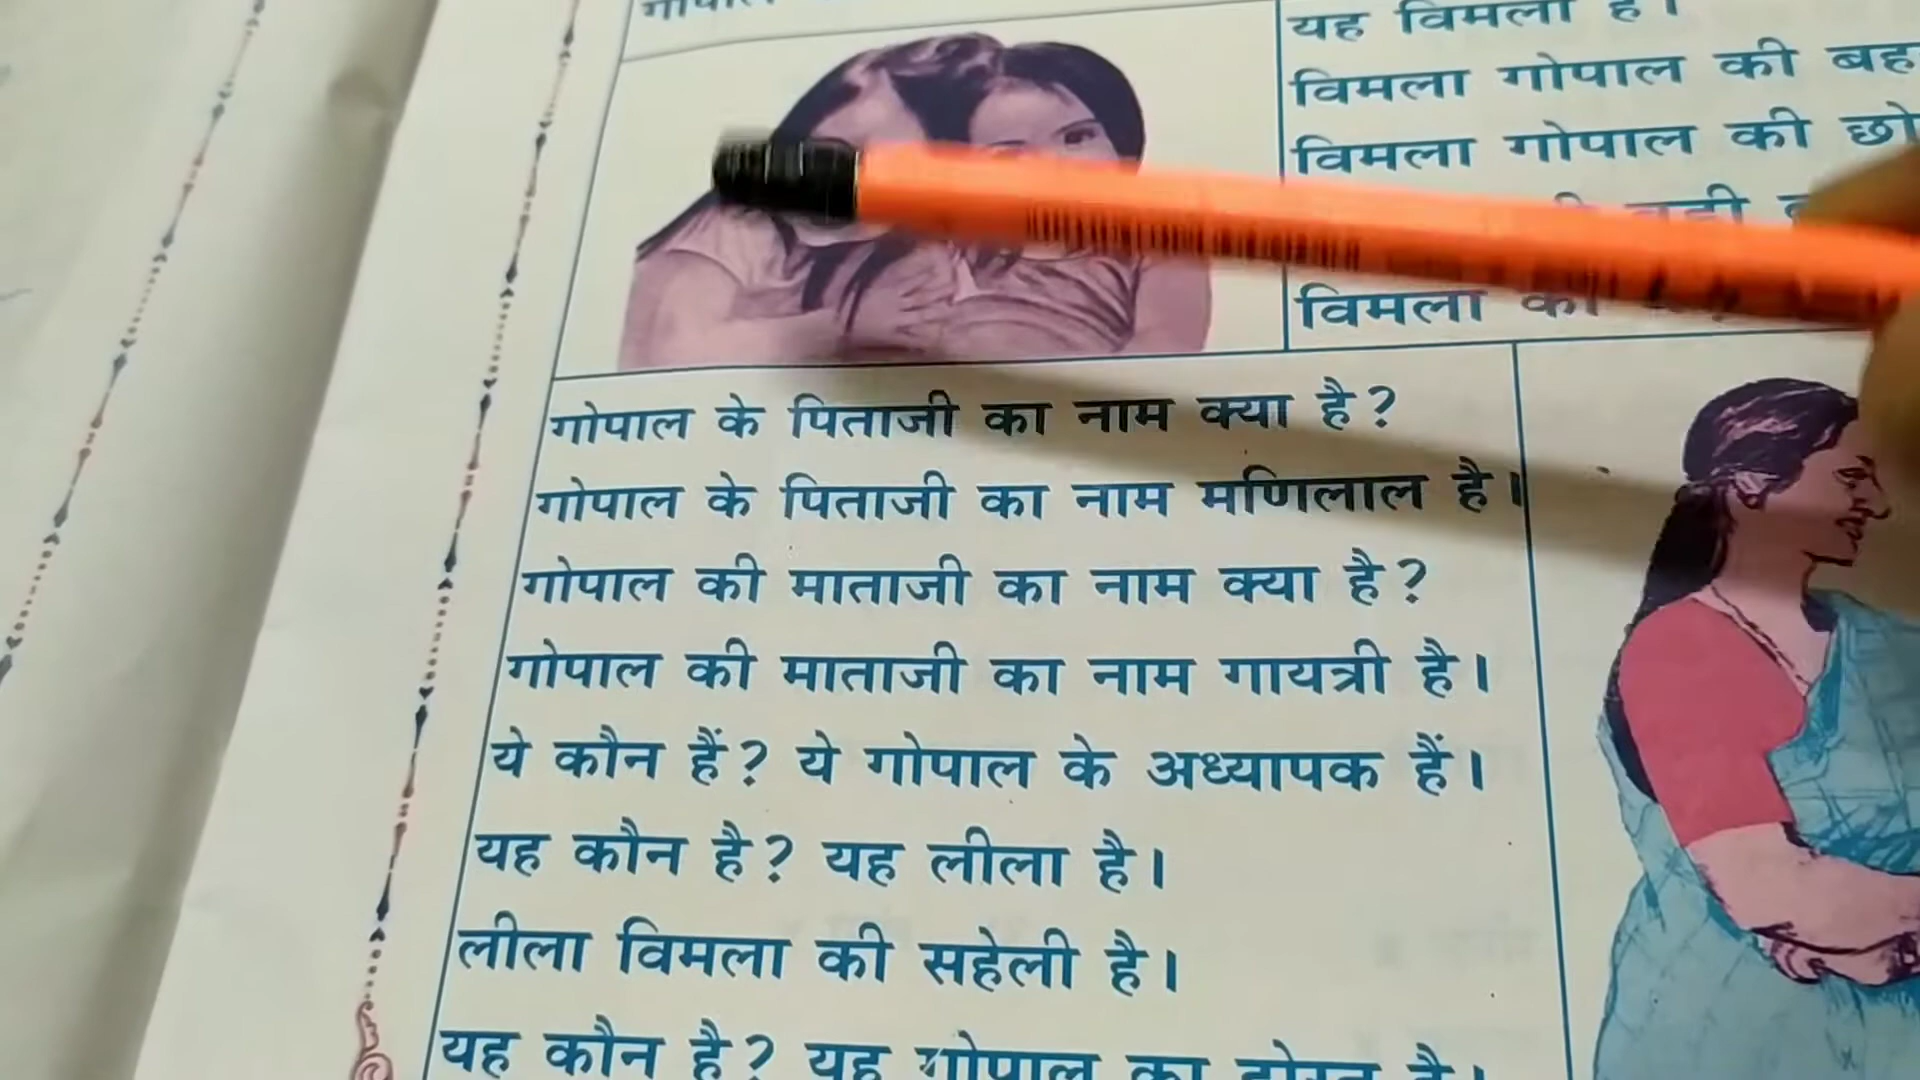 गोपाल
यह विमला है।
विमला गोपाल की
विमला गोपाल की
विमला
गोपाल के पिताजी का नाम क्या है?
गोपाल के पिताजी का नाम मणिलाल है।
गोपाल की माताजी का नाम क्या है?
गोपाल की माताजी का नाम गायत्री है।
ये कौन हैं? ये गोपाल के अध्यापक हैं।
यह कौन है? यह लीला है।
लीला विमला की सहेली है।
यह कौन है? यह गोपाल का दोस्त है।